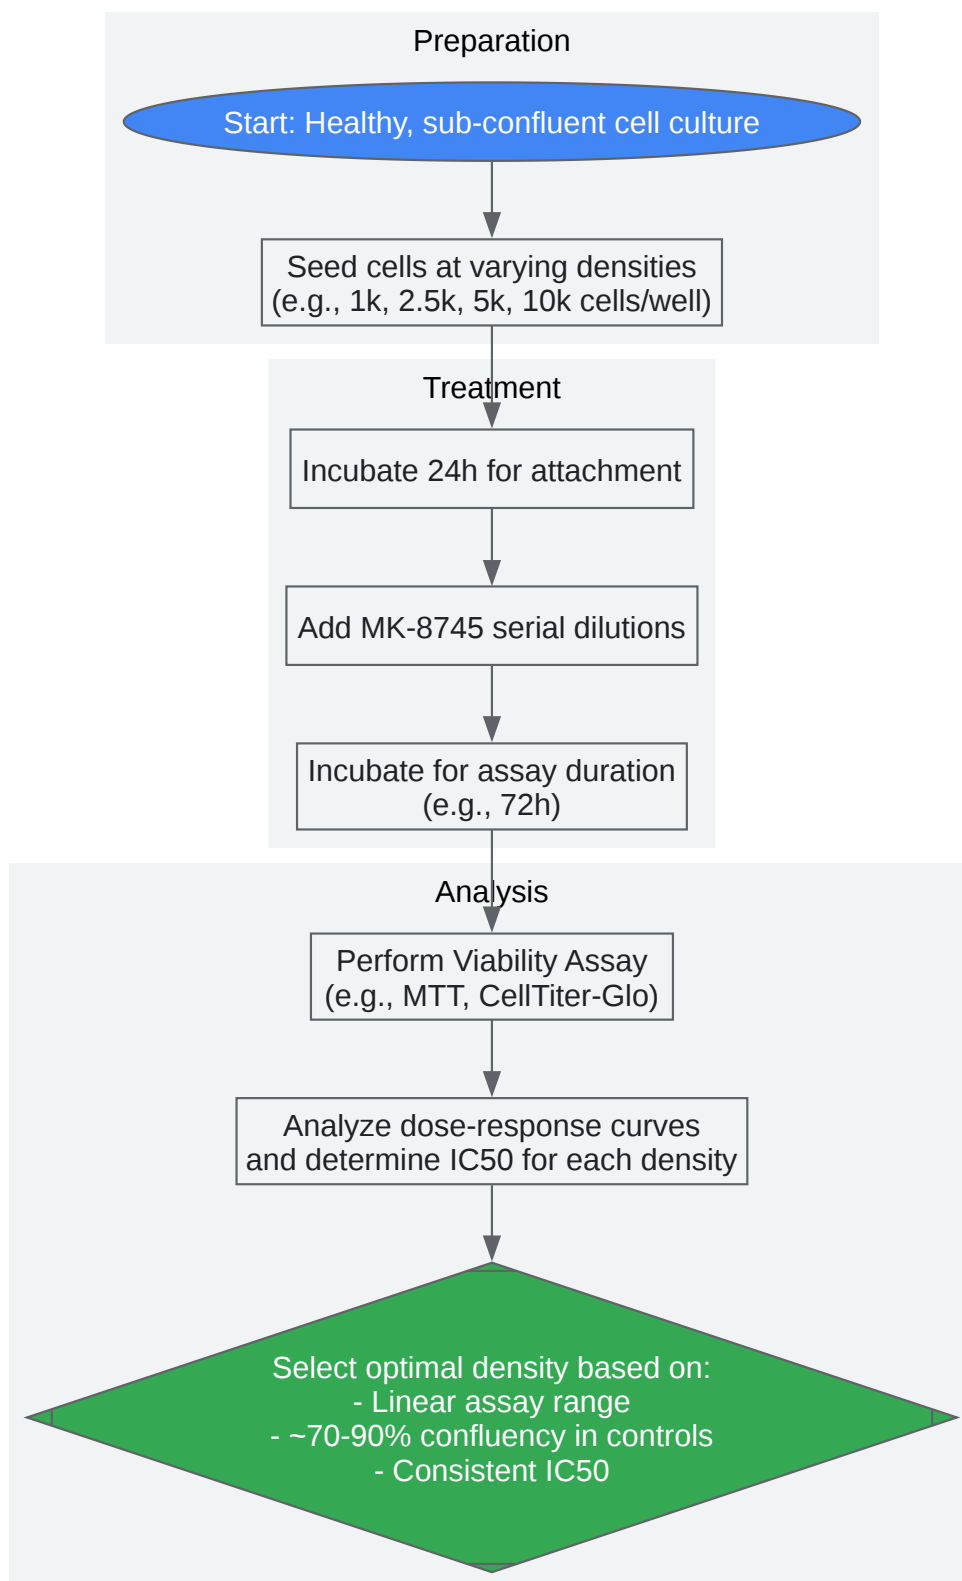 Preparation
Start: Healthy, sub-confluent cell culture
Seed cells at varying densities
(e.g., 1k, 2.5k, 5k, 10k cells/well)
Treatment
Incubate 24h for attachment
Add MK-8745 serial dilutions
Incubate for assay duration
(e.g., 72h)
Analysis
Perform Viability Assay
(e.g., MTT, CellTiter-Glo)
Analyze dose-response curves
and determine IC50 for each density
Select optimal density based on:
- Linear assay range
- ~70-90% confluency in controls
- Consistent IC50